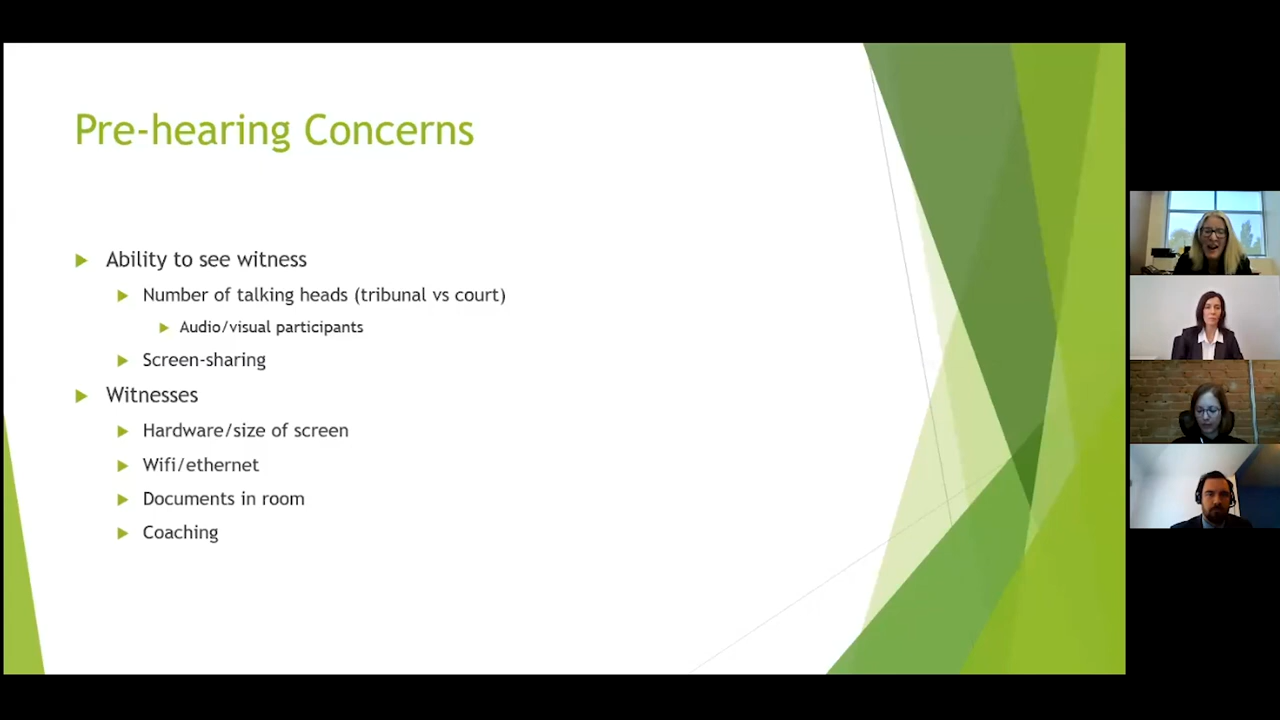 Pre-hearing Concerns
Ability to see witness
Number of talking heads (tribunal vs court)
Audio/visual participants
Screen-sharing
Witnesses
Hardware/size of screen
Wifi/ethernet
Documents in room
Coaching